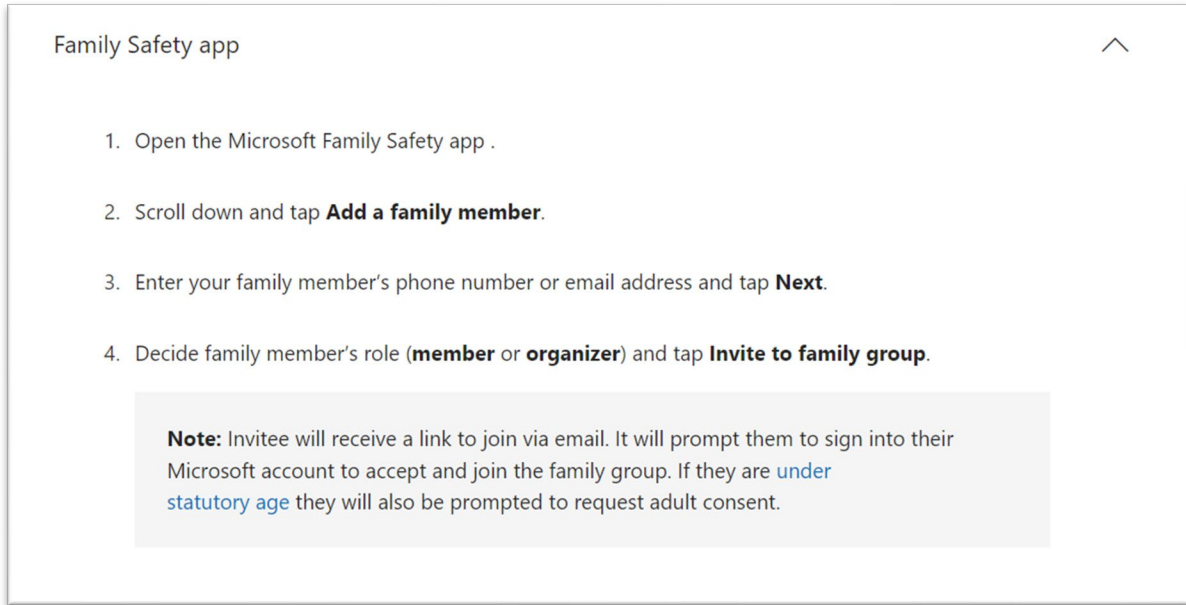 Family Safety app
1. Open the Microsoft Family Safety app .
2. Scroll down and tap Add a family member.
3. Enter your family member’s phone number or email address and tap Next.
4. Decide family member’s role (member or organizer) and tap Invite to family group.
Note: Invitee will receive a link to join via email. It will prompt them to sign into their
Microsoft account to accept and join the family group. If they are under
statutory age they will also be prompted to request adult consent.